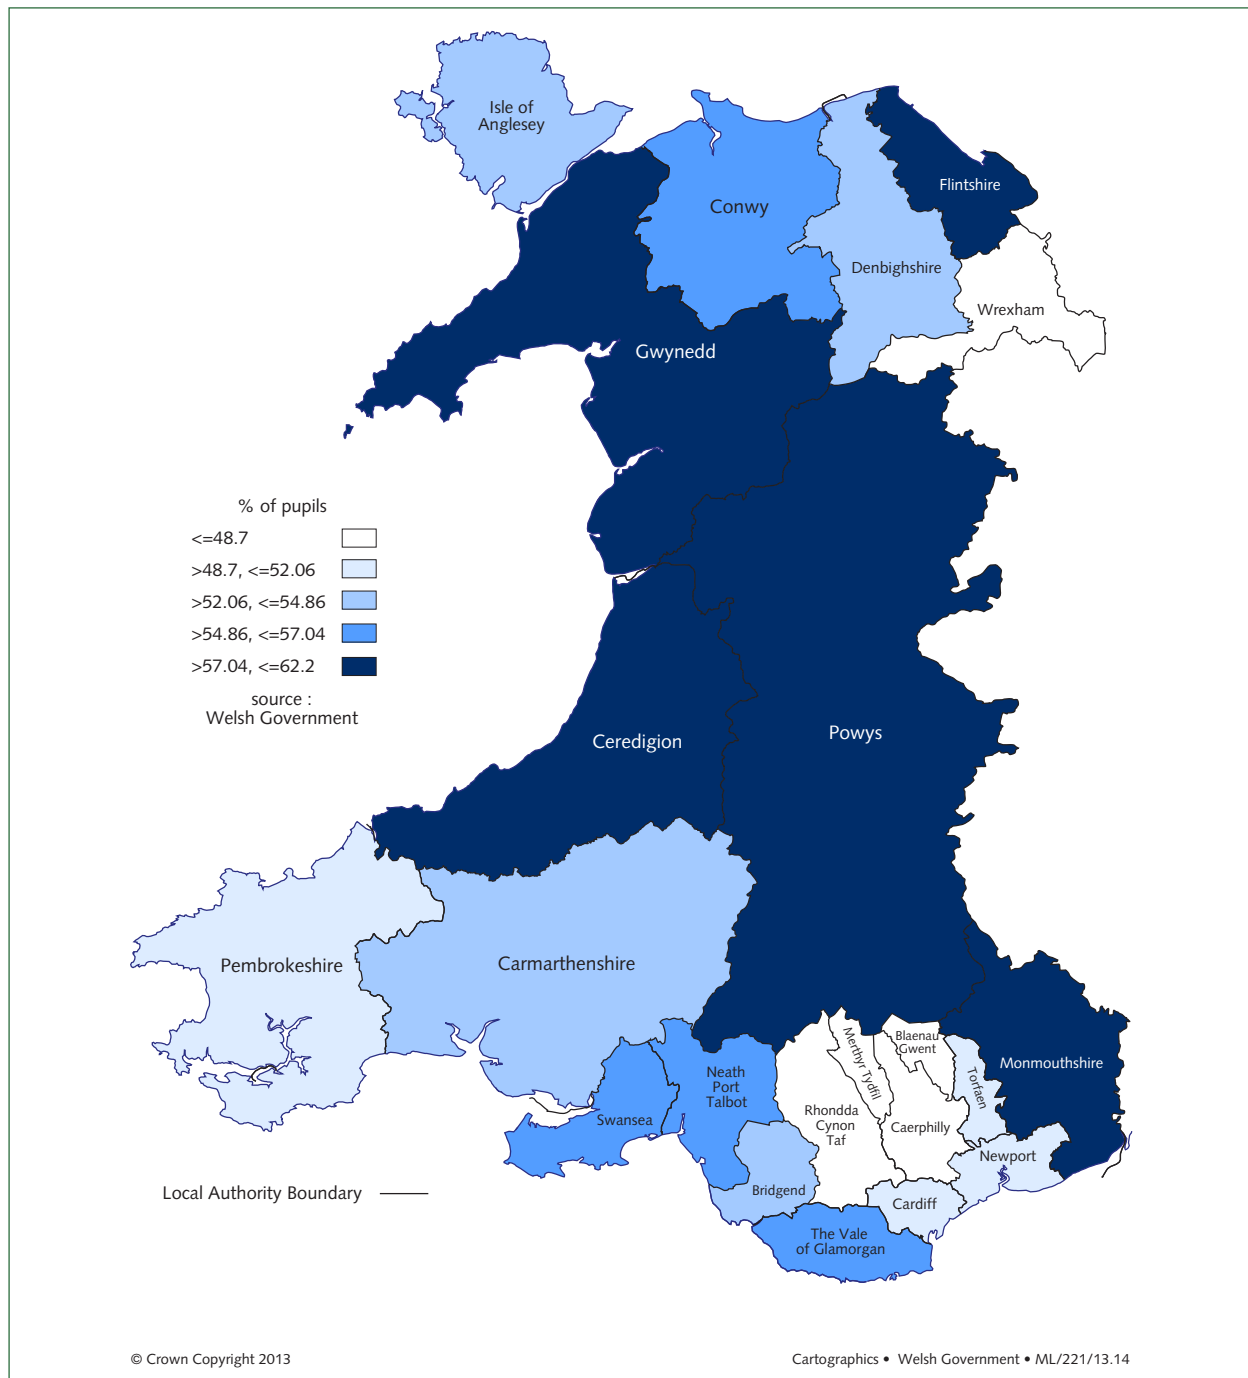 Isle of
Anglesey
Flintshire
Conwy
Denbighshire
Wrexham
Gwynedd
% of pupils
<=48.7
>48.7, <=52.06
>52.06, <=54.86
>54.86, <=57.04
>57.04, <=62.2
source :
Welsh Government
Ceredigion
Powys
Pembrokeshire
Carmarthenshire
Neath
Port
Talbot
Swansea
Merthyr Tydfil
Blaenau
Gwent
Torfaen
Monmouthshire
Rhondda
Cynon
Taf
Caerphilly
Newport
Bridgend
Cardiff
The Vale
of Glamorgan
Local Authority Boundary
© Crown Copyright 2013
Cartographics • Welsh Government • ML/221/13.14